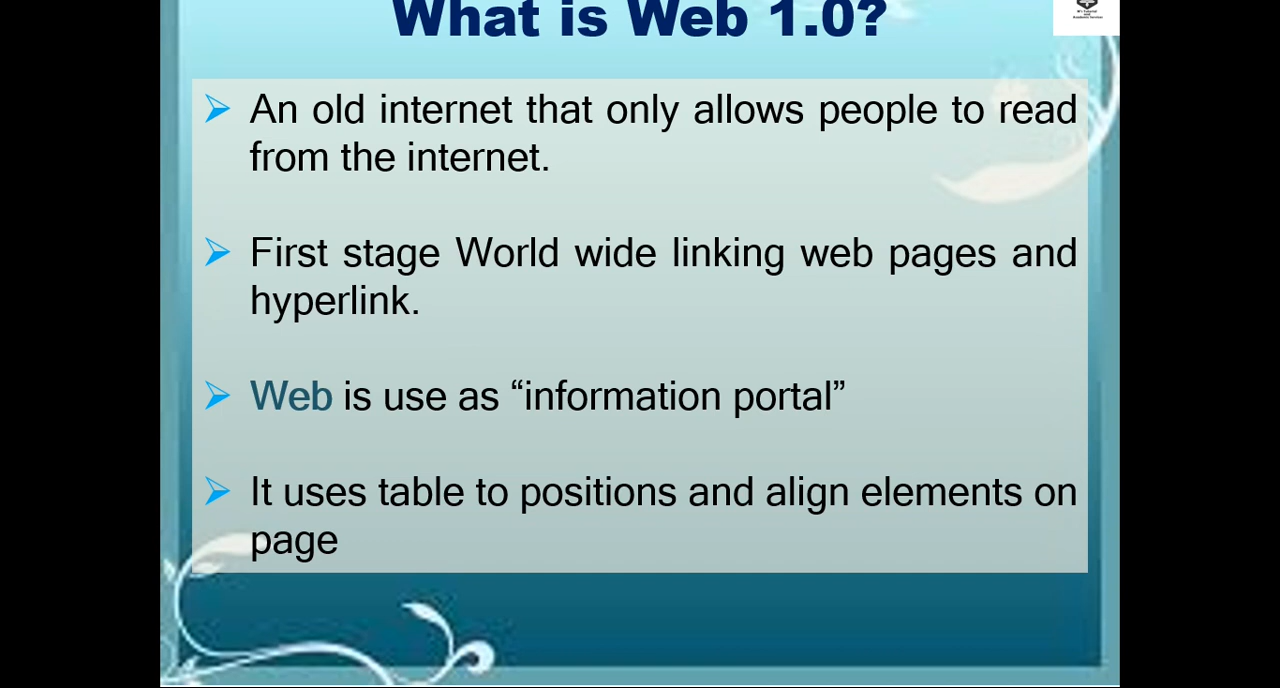 What is Web 1.0?
An old internet that only allows people to read
from the internet.
First stage World wide linking web pages and
hyperlink.
Web is use as “information portal”
It uses table to positions and align elements on
page